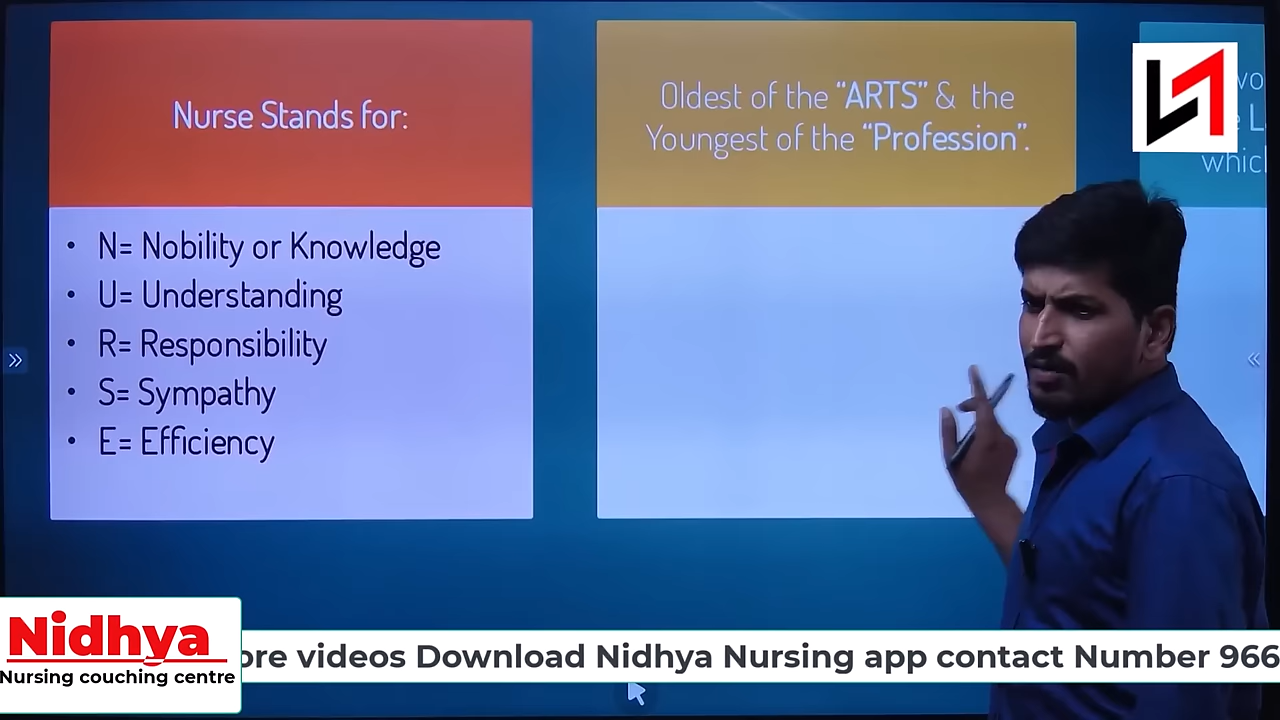 Nurse Stands for:
• N= Nobility or Knowledge
• U= Understanding
• R= Responsibility
• S= Sympathy
• E= Efficiency
Oldest of the “ARTS” & the
Youngest of the “Profession”.
which
Nidhya
Nursing couching centre
ore videos Download Nidhya Nursing app contact Number 966